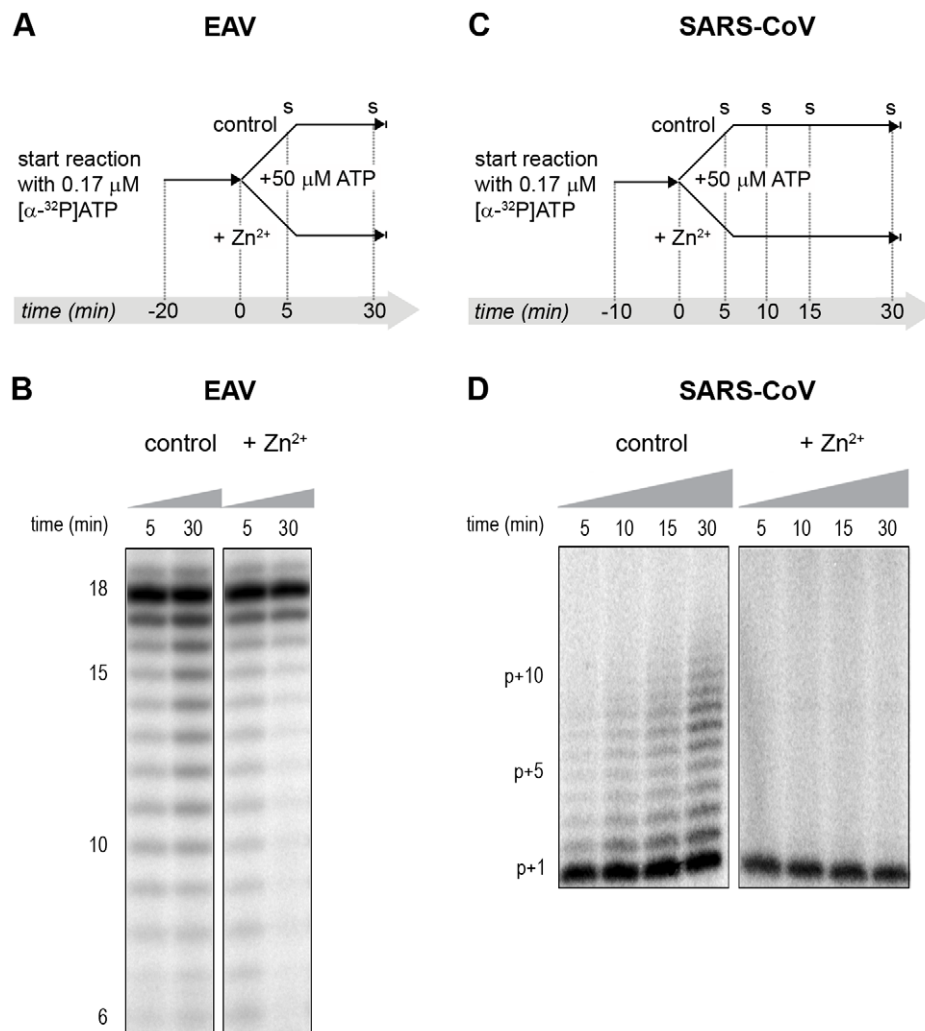 A
EAV
s
s
control
start reaction
with 0.17 μM
[α-³²P]ATP
+50 μM ATP
+ Zn²⁺
time (min)
-20
0
5
30
C
SARS-CoV
s
s
s
s
control
start reaction
with 0.17 μM
[α-³²P]ATP
+50 μM ATP
+ Zn²⁺
time (min)
-10
0
5
10
15
30
B
EAV
control
+ Zn²⁺
time (min)
5
30
5
30
18
15
10
6
D
SARS-CoV
control
+ Zn²⁺
time (min)
5
10
15
30
5
10
15
30
p+10
p+5
p+1